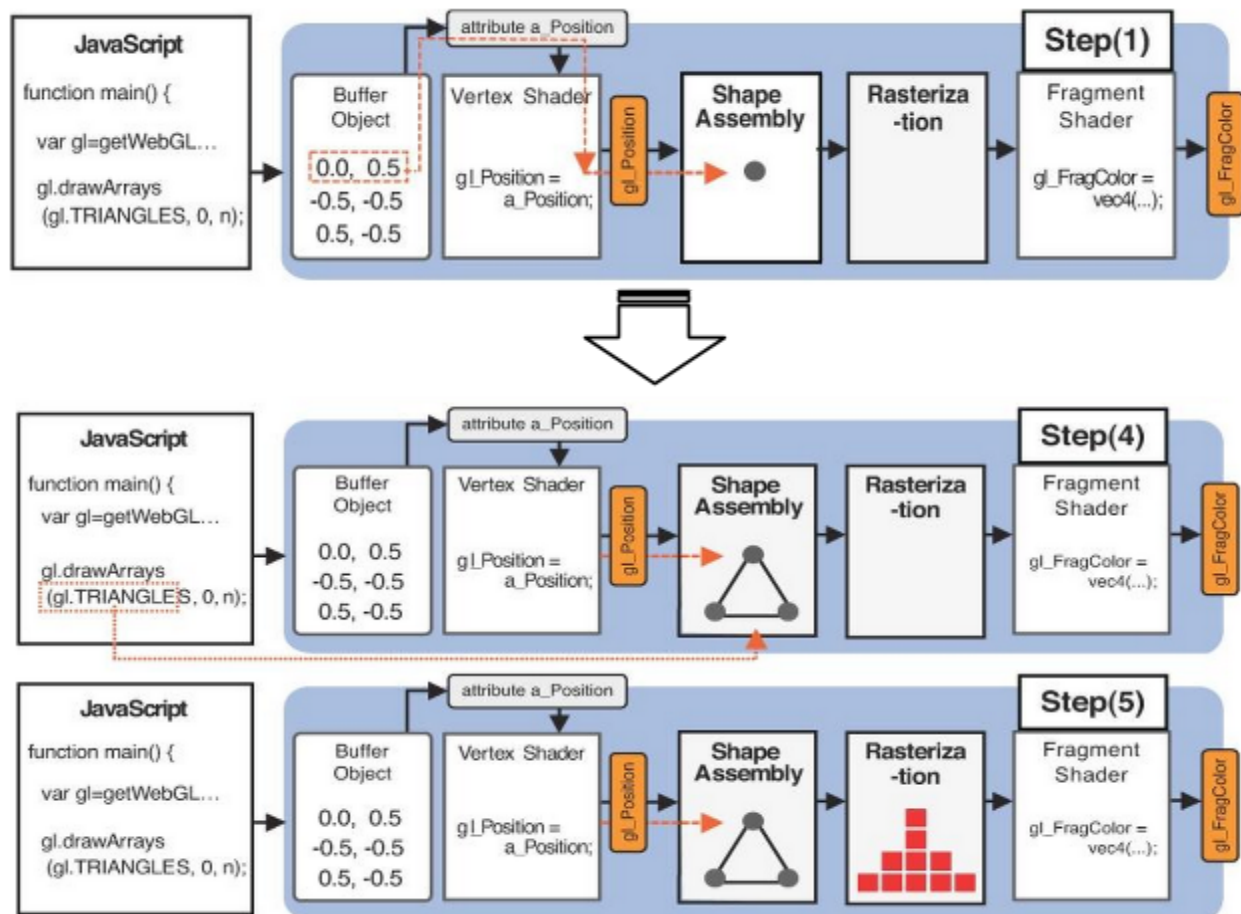 JavaScript
function main() {
var gl=getWebGL…
gl.drawArrays
(gl.TRIANGLES, 0, n);
attribute a_Position
Buffer
Object
0.0, 0.5
-0.5, -0.5
0.5, -0.5
Vertex Shader
gl_Position =
a_Position;
gl_Position
Shape
Assembly
Rasteriza
-tion
Step(1)
Fragment
Shader
gl_FragColor =
vec4(...);
gl_FragColor
JavaScript
function main() {
var gl=getWebGL…
gl.drawArrays
(gl.TRIANGLES, 0, n);
attribute a_Position
Buffer
Object
0.0, 0.5
-0.5, -0.5
0.5, -0.5
Vertex Shader
gl_Position =
a_Position;
gl_Position
Shape
Assembly
Rasteriza
-tion
Step(4)
Fragment
Shader
gl_FragColor =
vec4(...);
gl_FragColor
JavaScript
function main() {
var gl=getWebGL…
gl.drawArrays
(gl.TRIANGLES, 0, n);
attribute a_Position
Buffer
Object
0.0, 0.5
-0.5, -0.5
0.5, -0.5
Vertex Shader
gl_Position =
a_Position;
gl_Position
Shape
Assembly
Rasteriza
-tion
Step(5)
Fragment
Shader
gl_FragColor =
vec4(...);
gl_FragColor